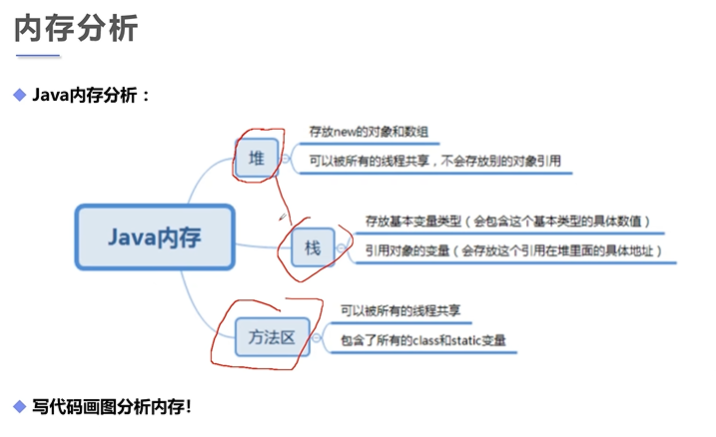 内存分析
Java内存分析：
存放new的对象和数组
堆
可以被所有的线程共享，不会存放别的对象引用
存放基本变量类型（会包含这个基本类型的具体数值）
Java内存
栈
引用对象的变量（会存放这个引用在堆里面的具体地址）
可以被所有的线程共享
方法区
包含了所有的class和static变量
写代码画图分析内存！